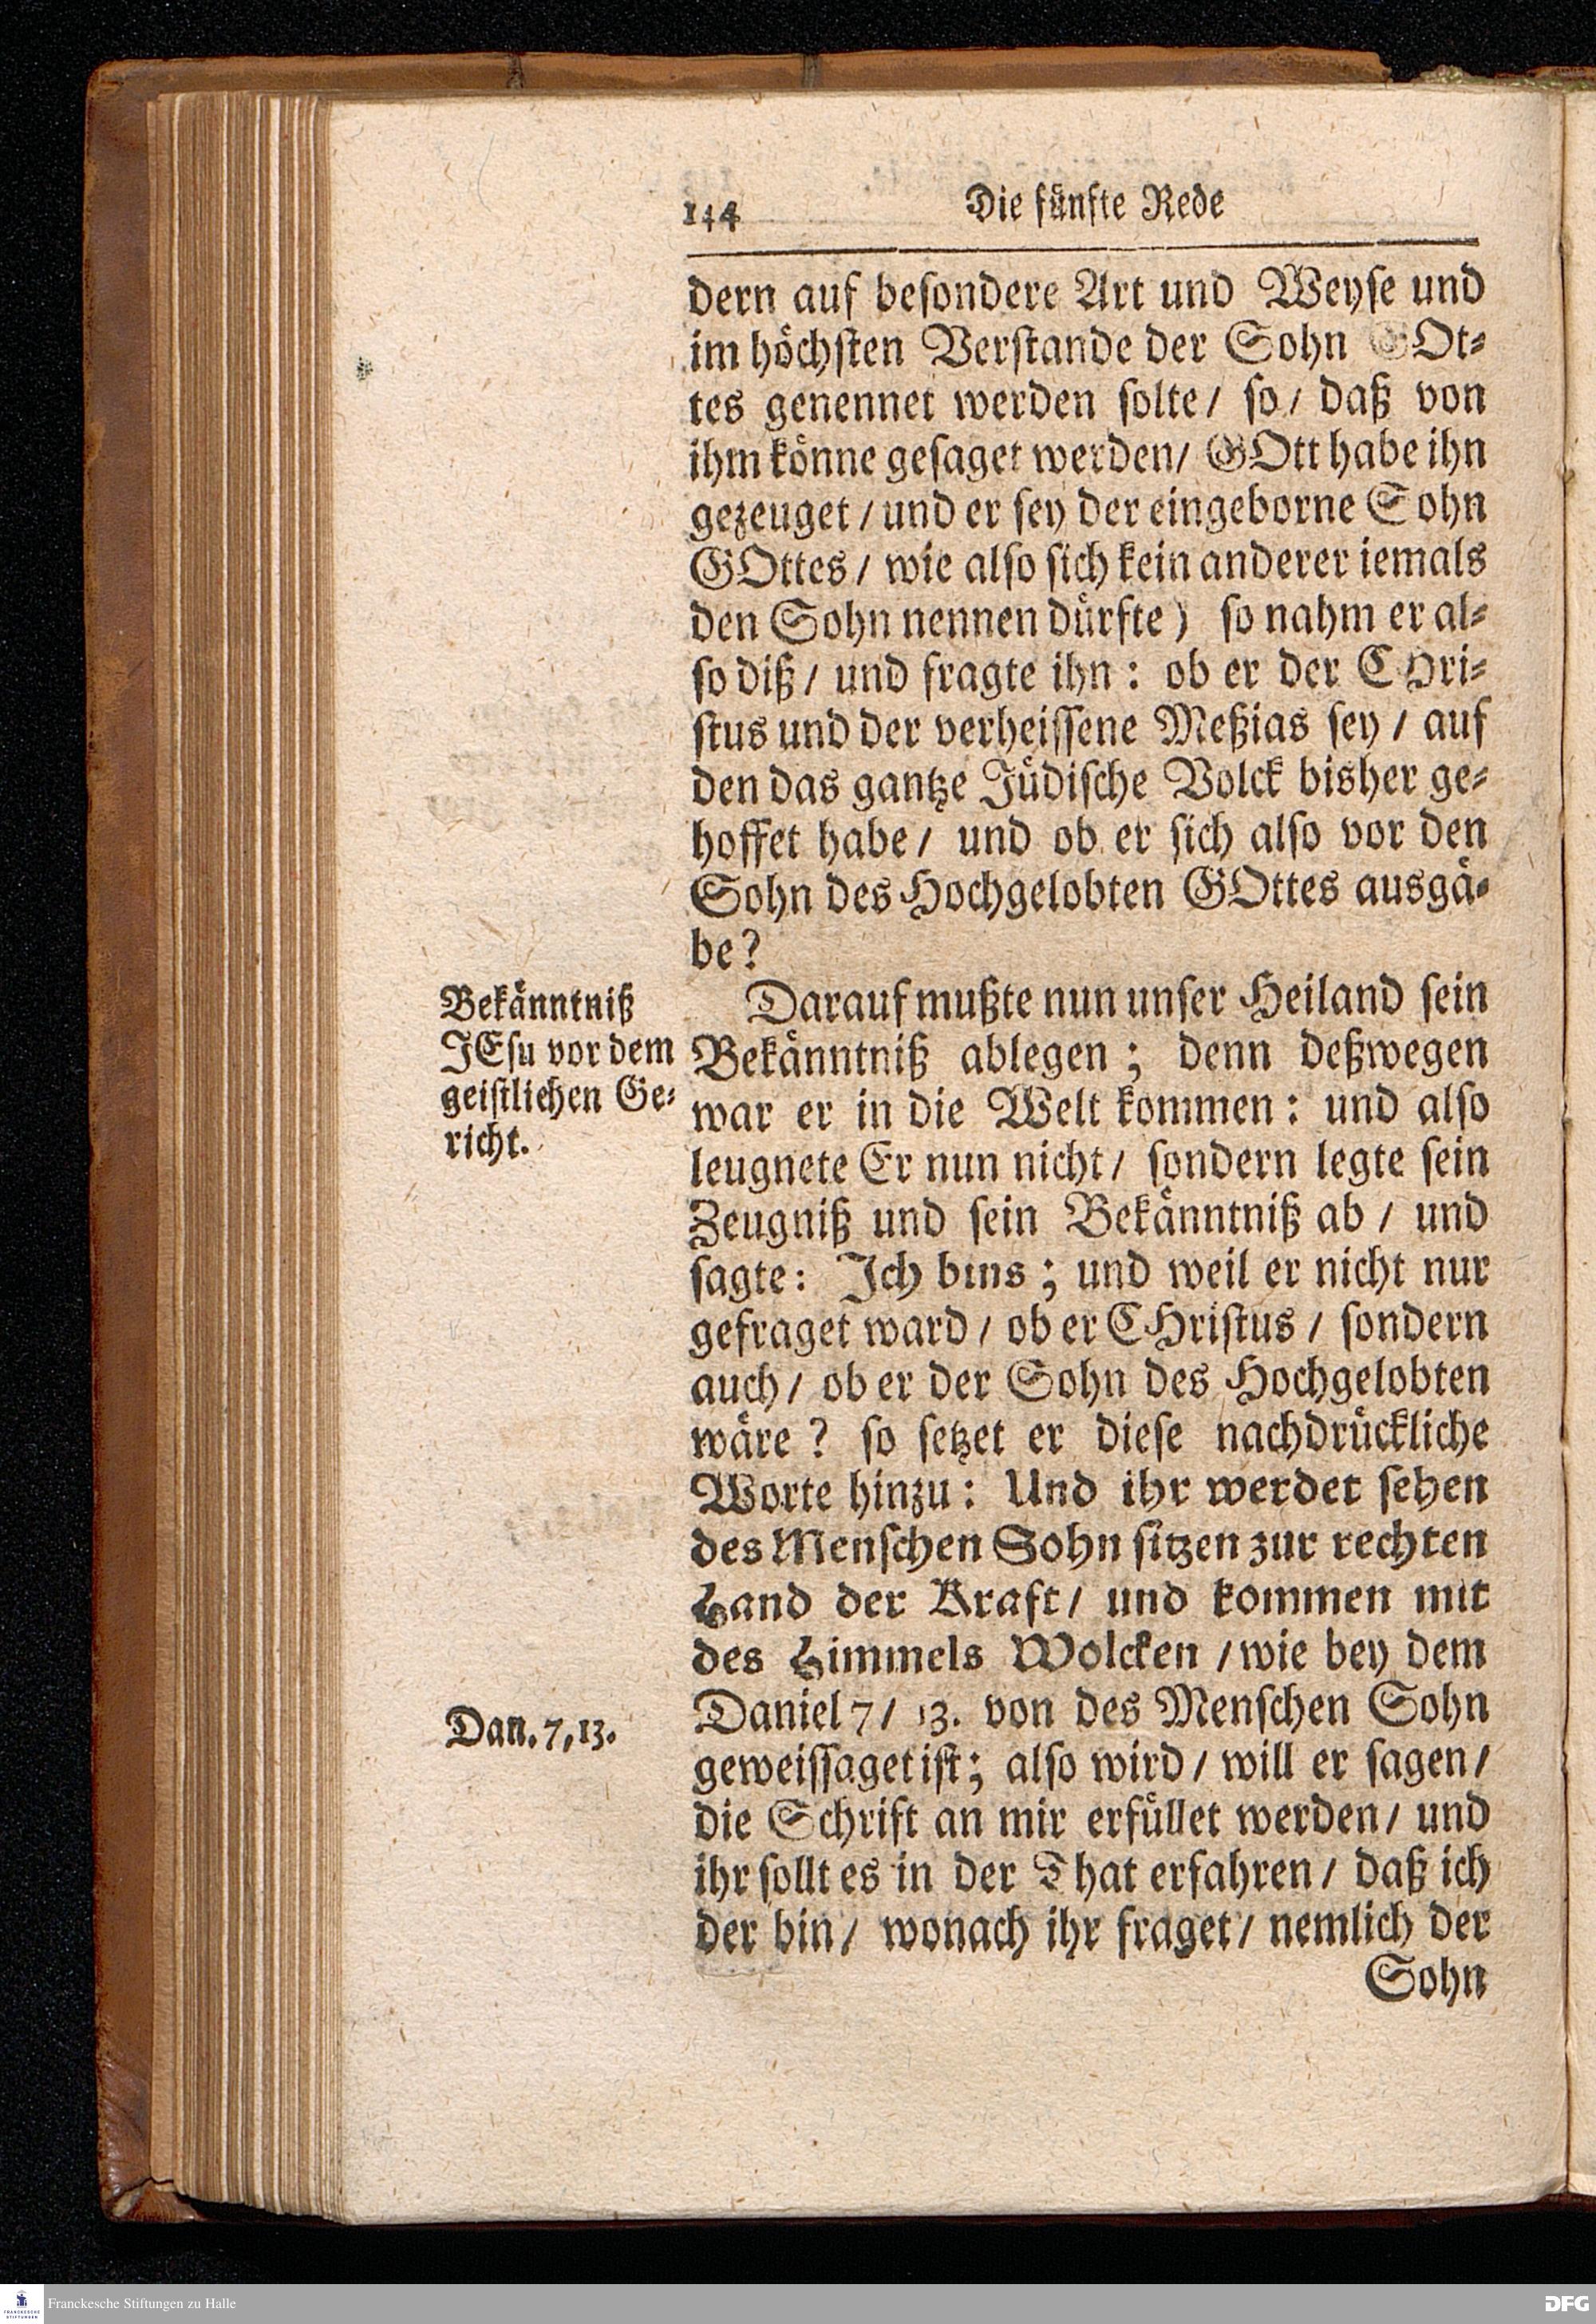 144 Die fünfte Rede
dern auf besondere Art und Weyse und
im höchsten Verstande der Sohn GOt-
tes genennet werden solte/ so/ daß von
ihm könne gesaget werden/ GOtt habe ihn
gezeuget/ und er sey der eingeborne Sohn
GOttes/ wie also sich kein anderer iemals
den Sohn nennen dürfte) so nahm er al-
so diß/ und fragte ihn: ob er der CHri-
stus und der verheissene Meßias sey/ auf
den das gantze Jüdische Volck bisher ge-
hoffet habe/ und ob er sich also vor den
Sohn des Hochgelobten GOttes ausgä-
be?
Bekänntniß
JEsu vor dem
geistlichen Ge-
richt.
Darauf mußte nun unser Heiland sein
Bekänntniß ablegen; denn deßwegen
war er in die Welt kommen: und also
leugnete Er nun nicht/ sondern legte sein
Zeugniß und sein Bekänntniß ab/ und
sagte: Ich bins; und weil er nicht nur
gefraget ward/ ob er CHristus/ sondern
auch/ ob er der Sohn des Hochgelobten
wäre? so setzet er diese nachdrückliche
Worte hinzu: Und ihr werdet sehen
des Menschen Sohn sitzen zur rechten
Hand der Kraft/ und kommen mit
des Himmels Wolcken/ wie bey dem
Dan. 7, 13.
Daniel 7/ 13. von des Menschen Sohn
geweissaget ist; also wird/ will er sagen/
die Schrift an mir erfüllet werden/ und
ihr sollt es in der That erfahren/ daß ich
der bin/ wonach ihr fraget/ nemlich der
Sohn
FRANCKESCHE
STIFTUNGEN
Franckesche Stiftungen zu Halle
DFG